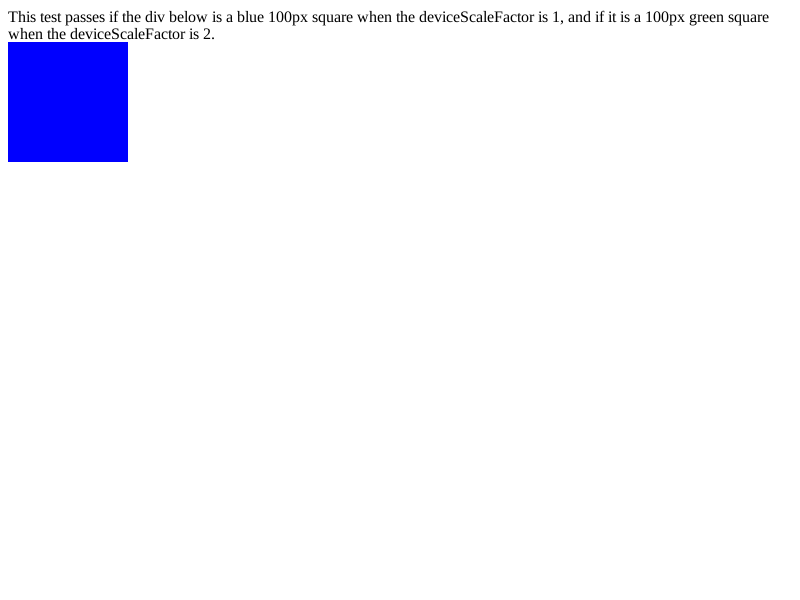 This test passes if the div below is a blue 100px square when the deviceScaleFactor is 1, and if it is a 100px green square
when the deviceScaleFactor is 2.